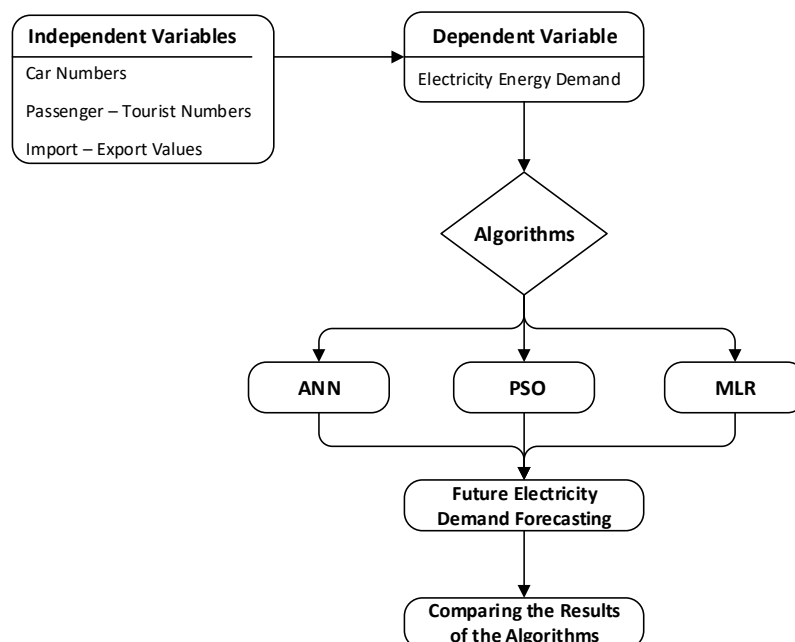 Independent Variables
Car Numbers
Passenger – Tourist Numbers
Import – Export Values
Dependent Variable
Electricity Energy Demand
Algorithms
ANN
PSO
MLR
Future Electricity
Demand Forecasting
Comparing the Results
of the Algorithms